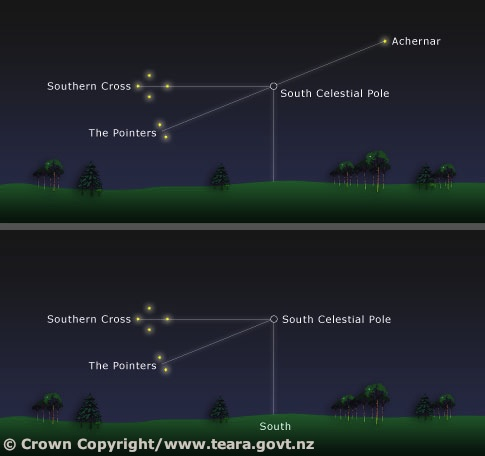 Achernar
Southern Cross
South Celestial Pole
The Pointers
Southern Cross
South Celestial Pole
The Pointers
South
© Crown Copyright/www.teara.govt.nz